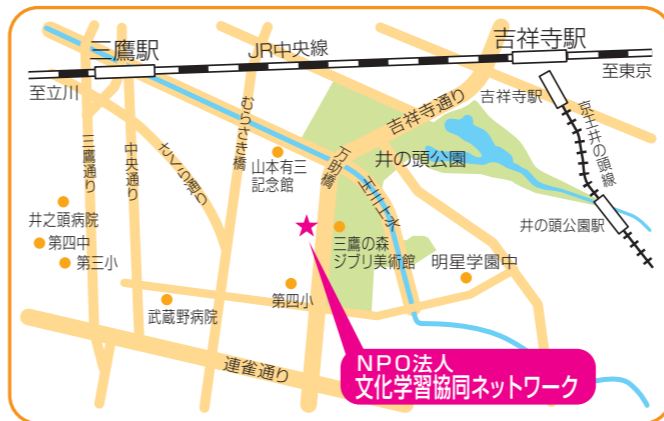 三鷹駅
JR中央線
吉祥寺駅
至立川
至東京
吉祥寺駅
京王井の頭線
三鷹通り
中央通り
さくら通り
むらさき橋
吉祥寺通り
万助橋
井の頭公園
山本有三
記念館
玉川上水
井の頭公園駅
井之頭病院
第四中
第三小
三鷹の森
ジブリ美術館
明星学園中
第四小
武蔵野病院
連雀通り
NPO法人
文化学習協同ネットワーク